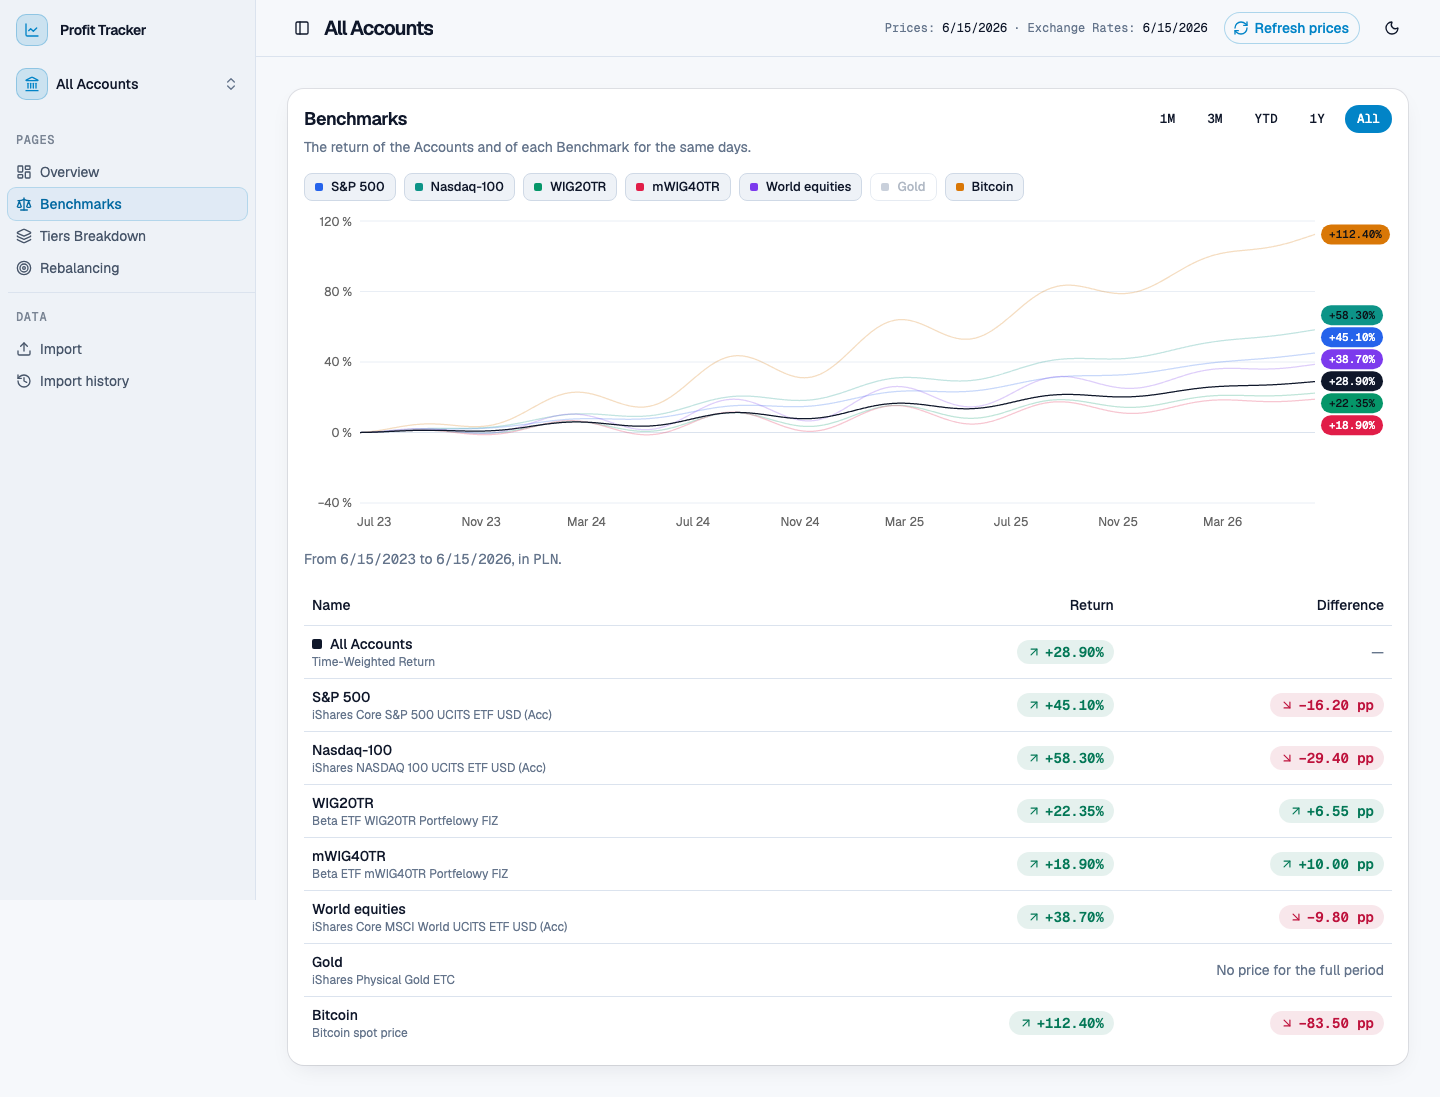 Profit Tracker
All Accounts
PAGES
Overview
Benchmarks
Tiers Breakdown
Rebalancing
DATA
Import
Import history
All Accounts
Prices: 6/15/2026 · Exchange Rates: 6/15/2026
Refresh prices
Benchmarks
1M 3M YTD 1Y All
The return of the Accounts and of each Benchmark for the same days.
S&P 500 Nasdaq-100 WIG20TR mWIG40TR World equities Gold Bitcoin
120 %
80 %
40 %
0 %
−40 %
+112.40%
+58.30%
+45.10%
+38.70%
+28.90%
+22.35%
+18.90%
Jul 23 Nov 23 Mar 24 Jul 24 Nov 24 Mar 25 Jul 25 Nov 25 Mar 26
From 6/15/2023 to 6/15/2026, in PLN.
Name Return Difference
All Accounts +28.90% —
Time-Weighted Return
S&P 500 +45.10% −16.20 pp
iShares Core S&P 500 UCITS ETF USD (Acc)
Nasdaq-100 +58.30% −29.40 pp
iShares NASDAQ 100 UCITS ETF USD (Acc)
WIG20TR +22.35% +6.55 pp
Beta ETF WIG20TR Portfelowy FIZ
mWIG40TR +18.90% +10.00 pp
Beta ETF mWIG40TR Portfelowy FIZ
World equities +38.70% −9.80 pp
iShares Core MSCI World UCITS ETF USD (Acc)
Gold No price for the full period
iShares Physical Gold ETC
Bitcoin +112.40% −83.50 pp
Bitcoin spot price